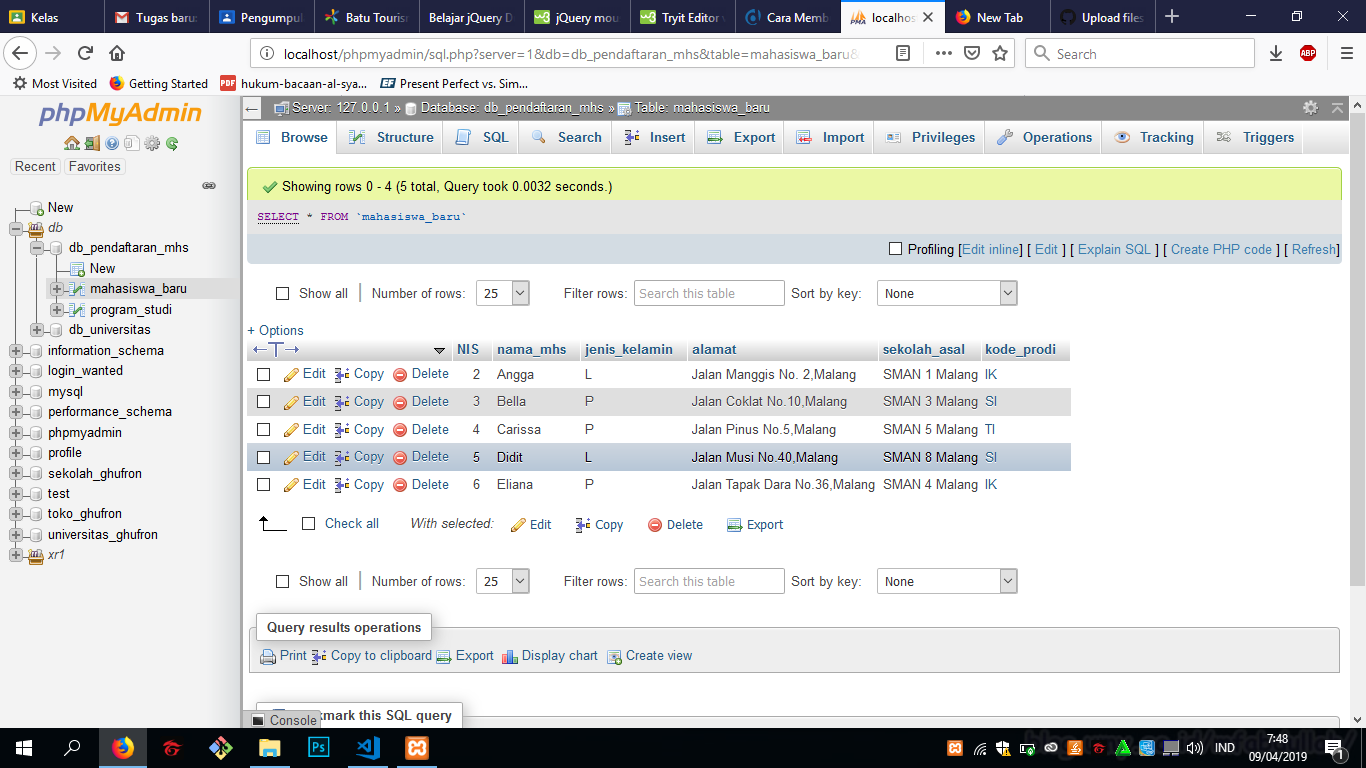 Kelas
Tugas baru:
Pengumpul
Batu Touris
Belajar jQuery D
jQuery mou
Tryit Editor v
Cara Memb
localhos
New Tab
Upload files
localhost/phpmyadmin/sql.php?server=1&db=db_pendaftaran_mhs&table=mahasiswa_baru&
Search
ABP
Most Visited
Getting Started
PDF hukum-bacaan-al-sya...
EP Present Perfect vs. Sim...
phpMyAdmin
Recent Favorites
New
db
db_pendaftaran_mhs
New
mahasiswa_baru
program_studi
db_universitas
information_schema
login_wanted
mysql
performance_schema
phpmyadmin
profile
sekolah_ghufron
test
toko_ghufron
universitas_ghufron
xr1
Server: 127.0.0.1 » Database: db_pendaftaran_mhs » Table: mahasiswa_baru
Browse Structure SQL Search Insert Export Import Privileges Operations Tracking Triggers
Showing rows 0 - 4 (5 total, Query took 0.0032 seconds.)
SELECT * FROM `mahasiswa_baru`
Profiling [Edit inline] [ Edit ] [ Explain SQL ] [ Create PHP code ] [ Refresh]
Show all Number of rows: 25 Filter rows: Search this table Sort by key: None
+ Options
←T→ NIS nama_mhs jenis_kelamin alamat sekolah_asal kode_prodi
Edit Copy Delete 2 Angga L Jalan Manggis No. 2,Malang SMAN 1 Malang IK
Edit Copy Delete 3 Bella P Jalan Coklat No.10,Malang SMAN 3 Malang SI
Edit Copy Delete 4 Carissa P Jalan Pinus No.5,Malang SMAN 5 Malang TI
Edit Copy Delete 5 Didit L Jalan Musi No.40,Malang SMAN 8 Malang SI
Edit Copy Delete 6 Eliana P Jalan Tapak Dara No.36,Malang SMAN 4 Malang IK
Check all With selected: Edit Copy Delete Export
Show all Number of rows: 25 Filter rows: Search this table Sort by key: None
Query results operations
Print Copy to clipboard Export Display chart Create view
kmark this SQL query
Console
Ps
IND
7:48
09/04/2019
1